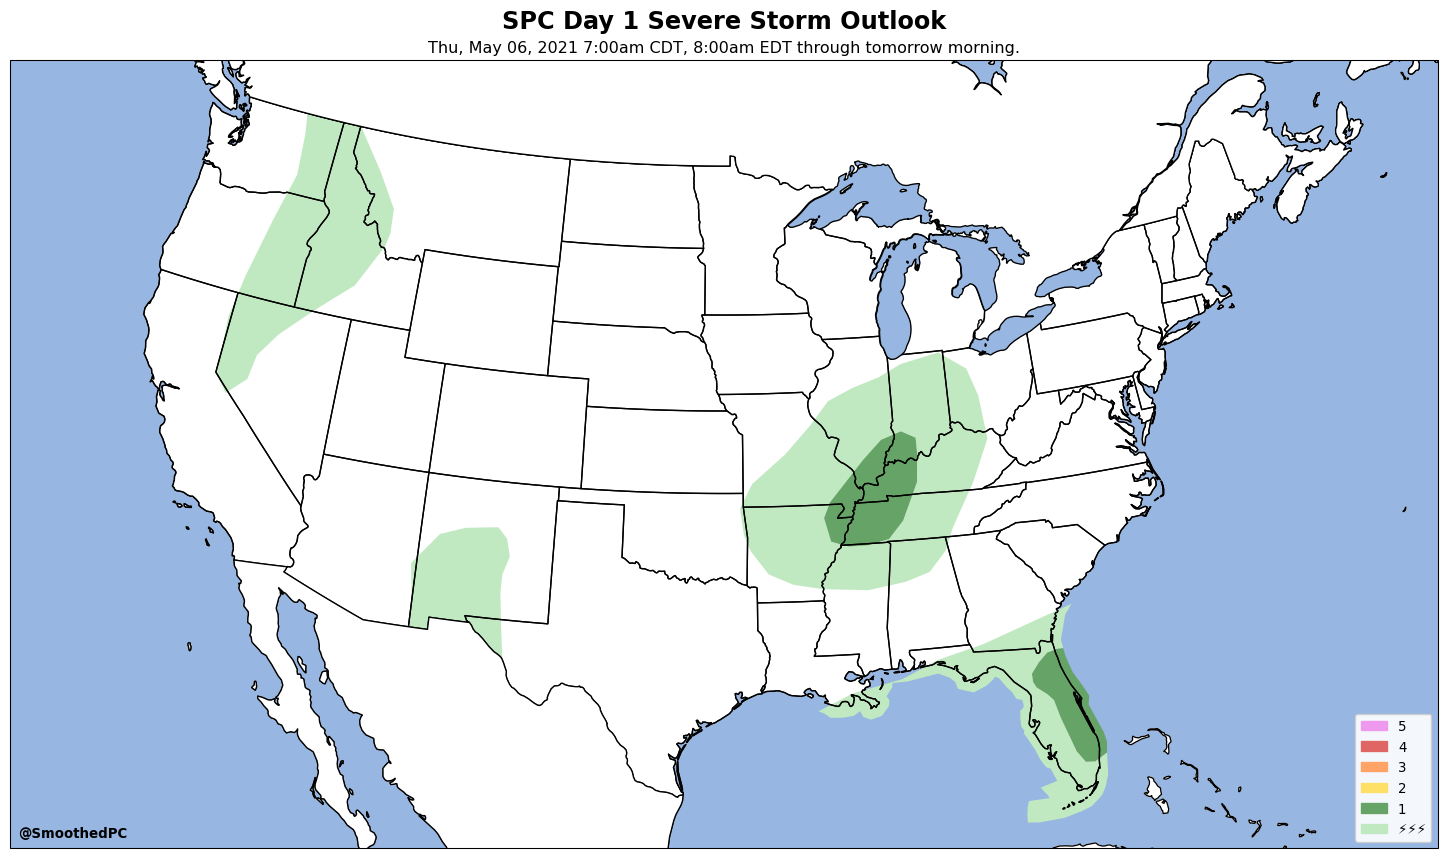 SPC Day 1 Severe Storm Outlook
Thu, May 06, 2021 7:00am CDT, 8:00am EDT through tomorrow morning.
5
4
3
2
1
⚡⚡⚡
@SmoothedPC